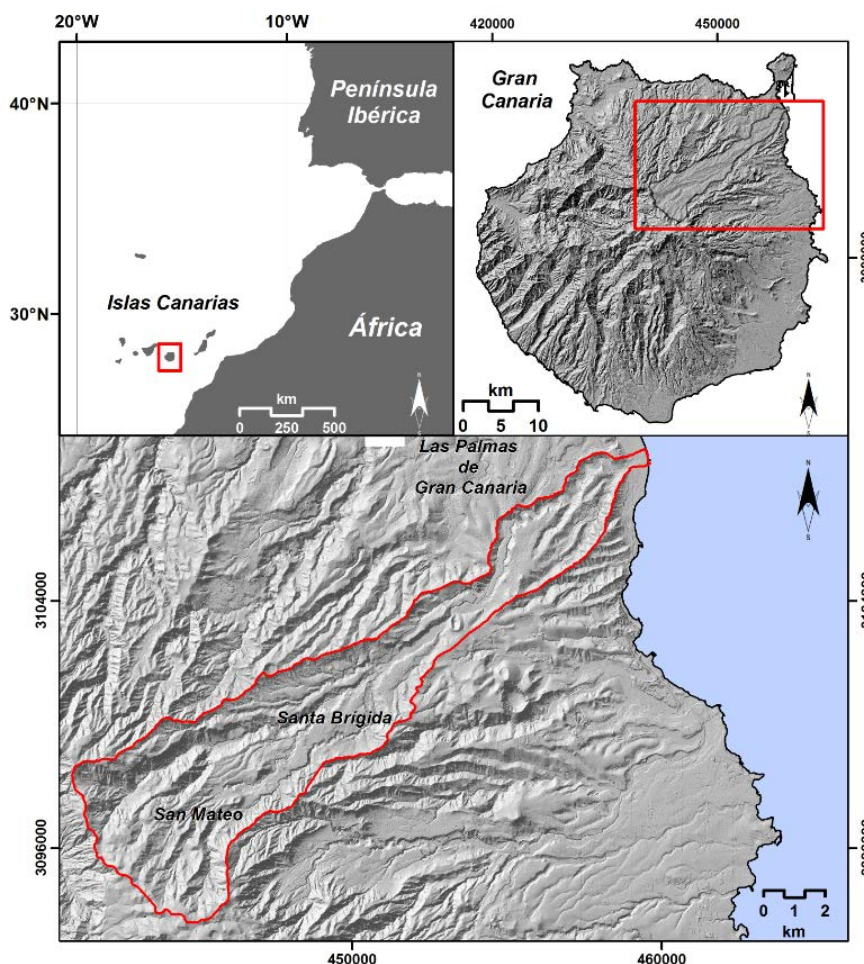 20°W
10°W
40°N
30°N
Península
Ibérica
Islas Canarias
África
N
S
km
0 250 500
420000
450000
Gran
Canaria
N
S
km
0 5 10
Las Palmas
de
Gran Canaria
N
S
3104000
Santa Brígida
San Mateo
3096000
0 1 2
km
450000
460000